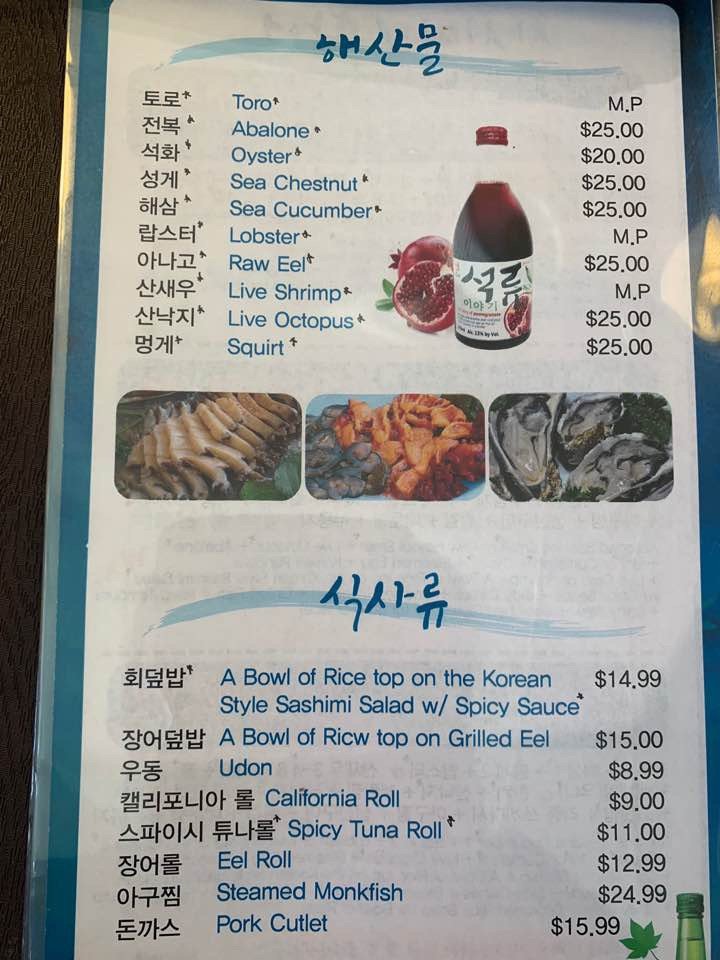 해산물
토로* Toro* M.P
전복* Abalone* $25.00
석화* Oyster* $20.00
성게* Sea Chestnut* $25.00
해삼* Sea Cucumber* $25.00
랍스터* Lobster* M.P
아나고* Raw Eel* $25.00
산새우* Live Shrimp* M.P
산낙지* Live Octopus* $25.00
멍게* Squirt* $25.00
석류
이야기
식사류
회덮밥* A Bowl of Rice top on the Korean $14.99
Style Sashimi Salad w/ Spicy Sauce*
장어덮밥 A Bowl of Ricw top on Grilled Eel $15.00
우동 Udon $8.99
캘리포니아 롤 California Roll $9.00
스파이시 튜나롤* Spicy Tuna Roll* $11.00
장어롤 Eel Roll $12.99
아구찜 Steamed Monkfish $24.99
돈까스 Pork Cutlet $15.99